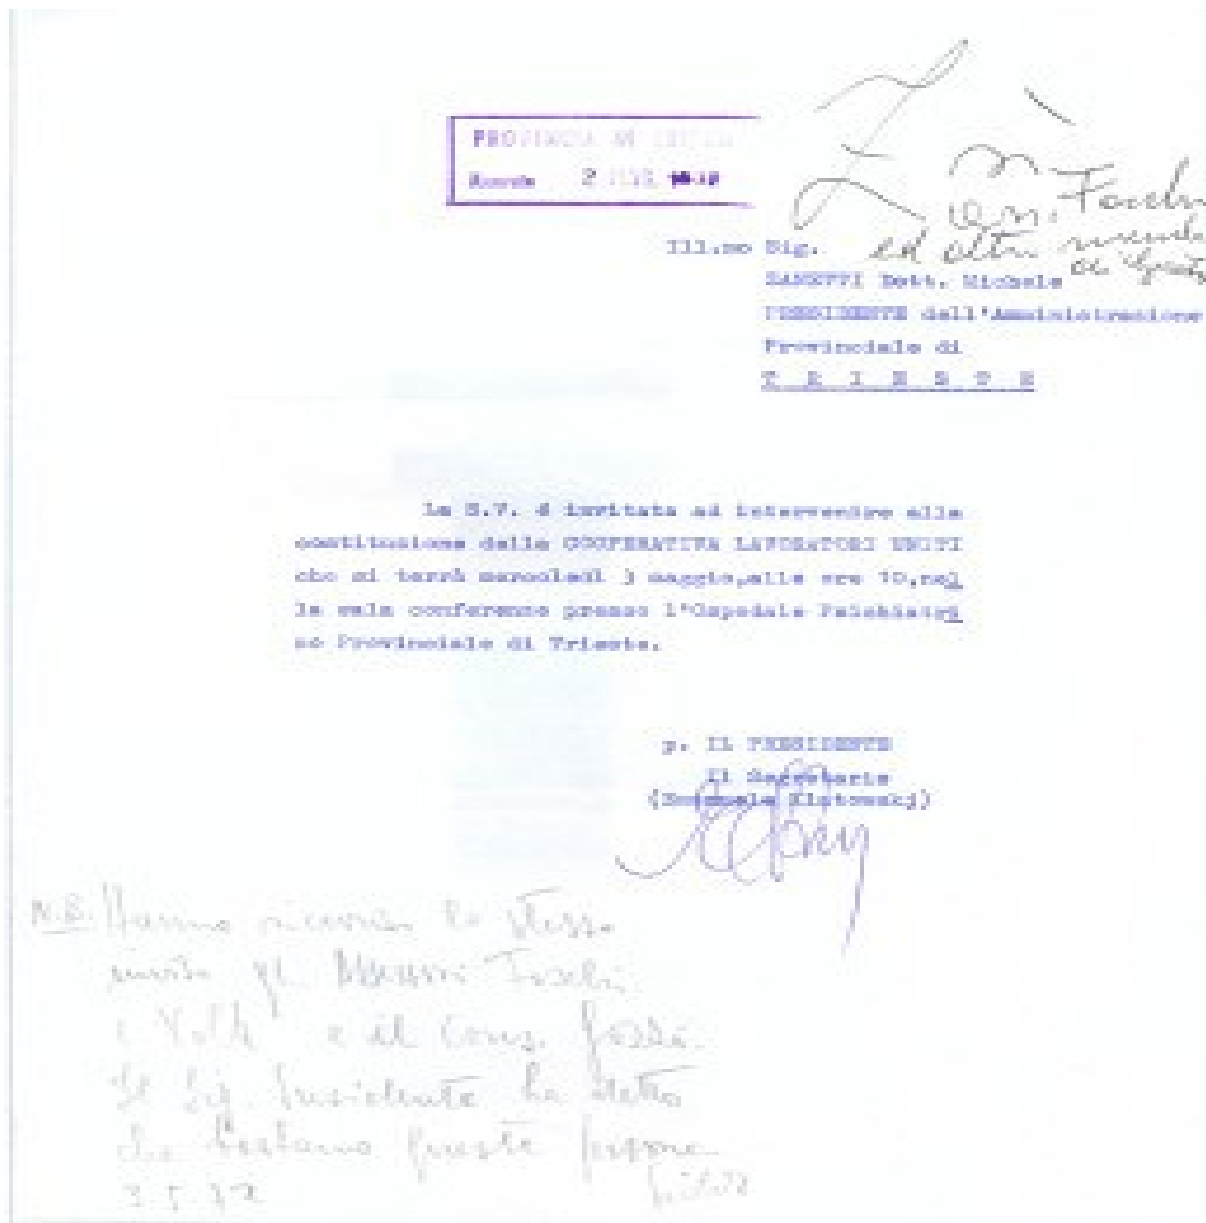 PROVINCIA DI
2
Ill.mo Sig.
ed altri
ZANETTI Dott. Michele
PRESIDENTE dell'Amministrazione
Provinciale di
T R I E S T E
la S.V. è invitata ad intervenire alla
costituzione della COOPERATIVA LAVORATORI UNITI
che si terrà mercoledì 3 maggio,alle ore 10,nel
la sala conferenze presso l'Ospedale Psichiatri
co Provinciale di Trieste.
p. IL PRESIDENTE
Il Segretario
(Emanuele
N.B. Hanno ricevuto lo stesso
invito gli Assessori
e il Cons.
Il Sig. Presidente ha detto
che bastano queste persone